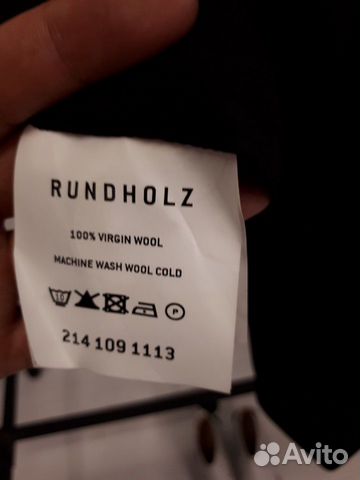 RUNDHOLZ
100% VIRGIN WOOL
MACHINE WASH WOOL COLD
P
214 109 1113
Avito